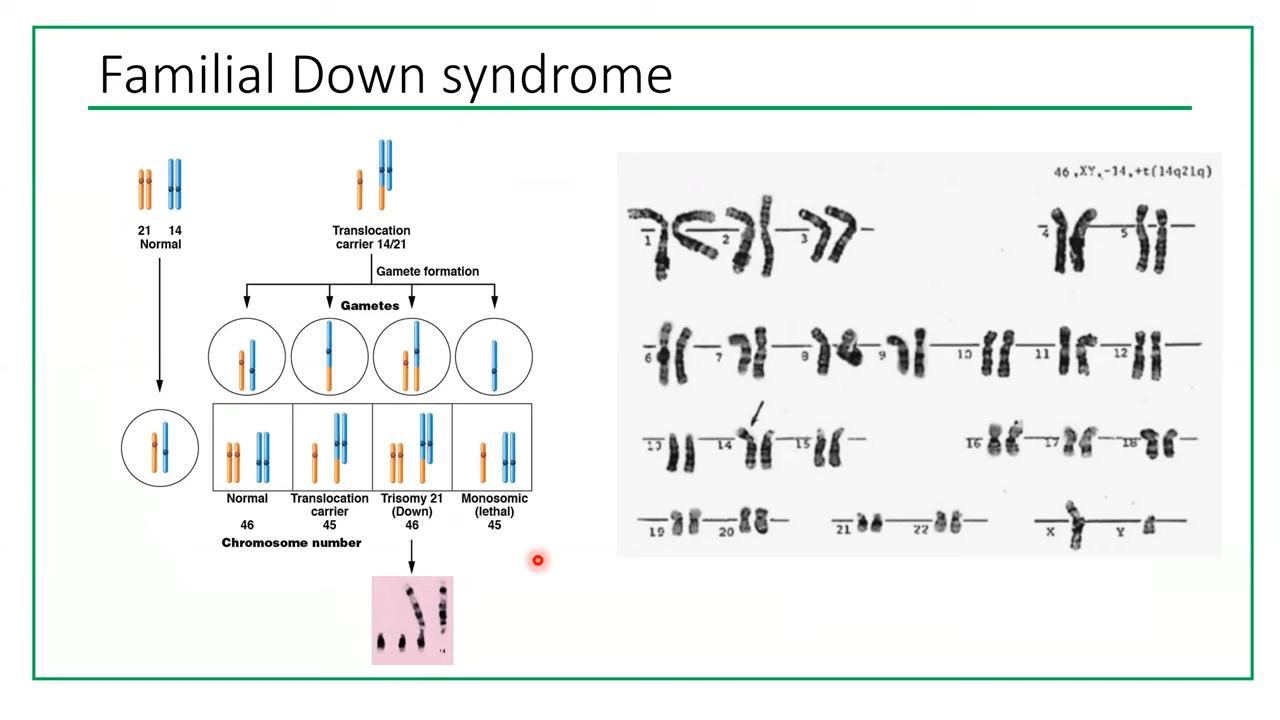 Familial Down syndrome
21 14
Normal
Translocation
carrier 14/21
Gamete formation
Gametes
Normal
46
Translocation
carrier
45
Trisomy 21
(Down)
46
Monosomic
(lethal)
45
Chromosome number
14
46,XY,-14,+t(14q21q)
1 2 3 4 5
6 7 8 9 10 11 12
13 14 15 16 17 18
19 20 21 22 X Y